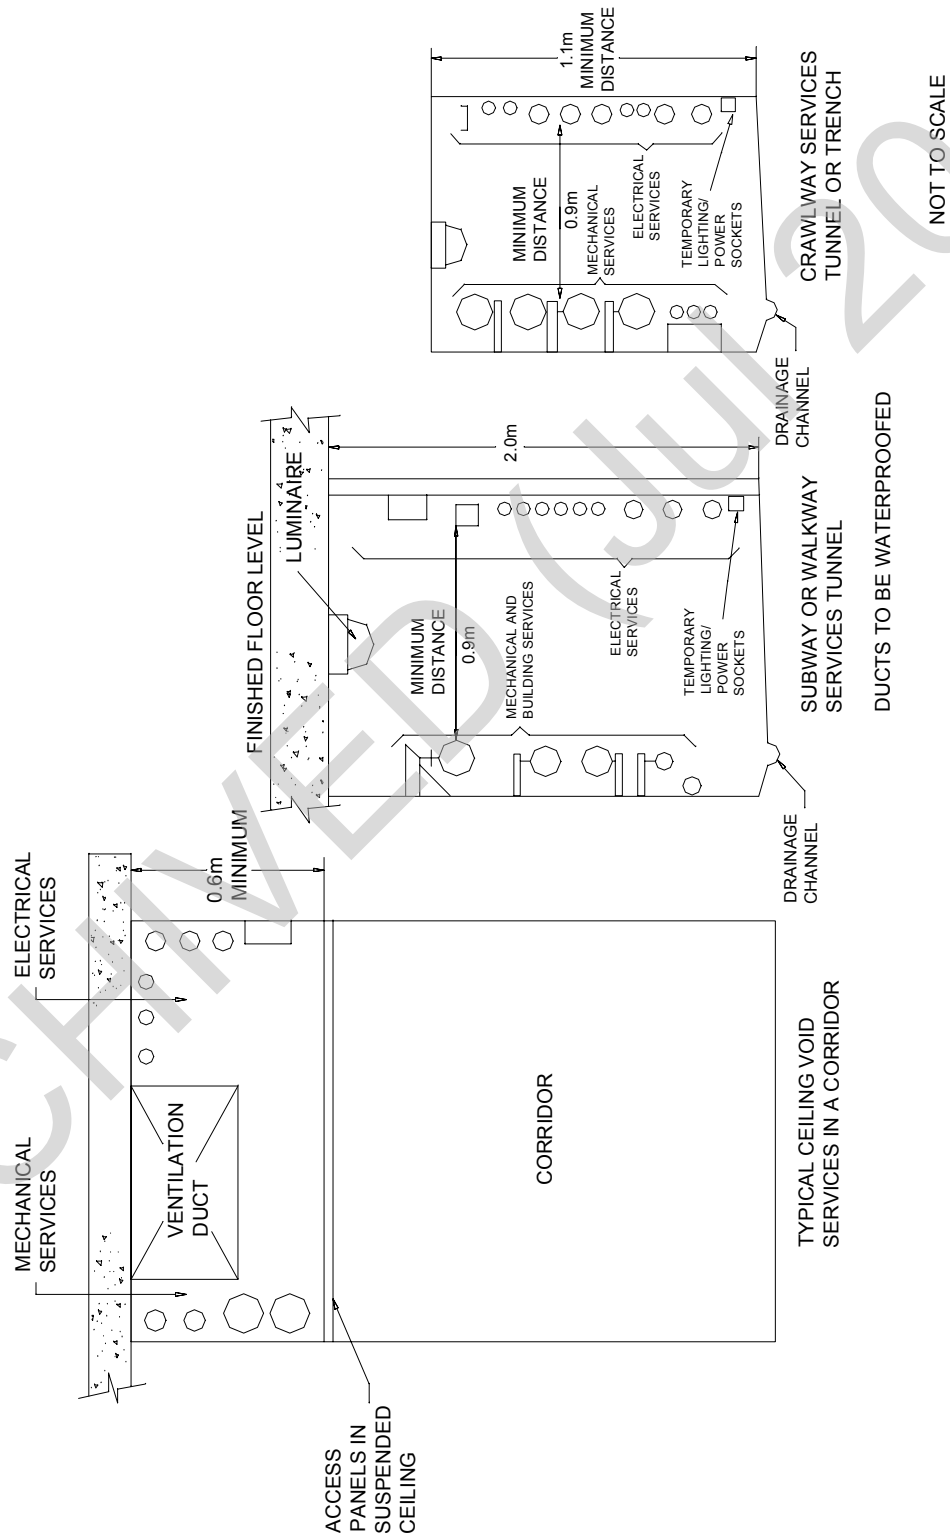 MECHANICAL
SERVICES
ELECTRICAL
SERVICES
VENTILATION
DUCT
0.6m
MINIMUM
ACCESS
PANELS IN
SUSPENDED
CEILING
CORRIDOR
TYPICAL CEILING VOID
SERVICES IN A CORRIDOR
FINISHED FLOOR LEVEL
LUMINAIRE
MINIMUM
DISTANCE
0.9m
2.0m
MECHANICAL AND
BUILDING SERVICES
ELECTRICAL
SERVICES
TEMPORARY
LIGHTING/
POWER
SOCKETS
DRAINAGE
CHANNEL
SUBWAY OR WALKWAY
SERVICES TUNNEL
DUCTS TO BE WATERPROOFED
1.1m
MINIMUM
DISTANCE
MINIMUM
DISTANCE
0.9m
MECHANICAL
SERVICES
ELECTRICAL
SERVICES
TEMPORARY
LIGHTING/
POWER
SOCKETS
DRAINAGE
CHANNEL
CRAWLWAY SERVICES
TUNNEL OR TRENCH
NOT TO SCALE
CHIVED (Jul 20